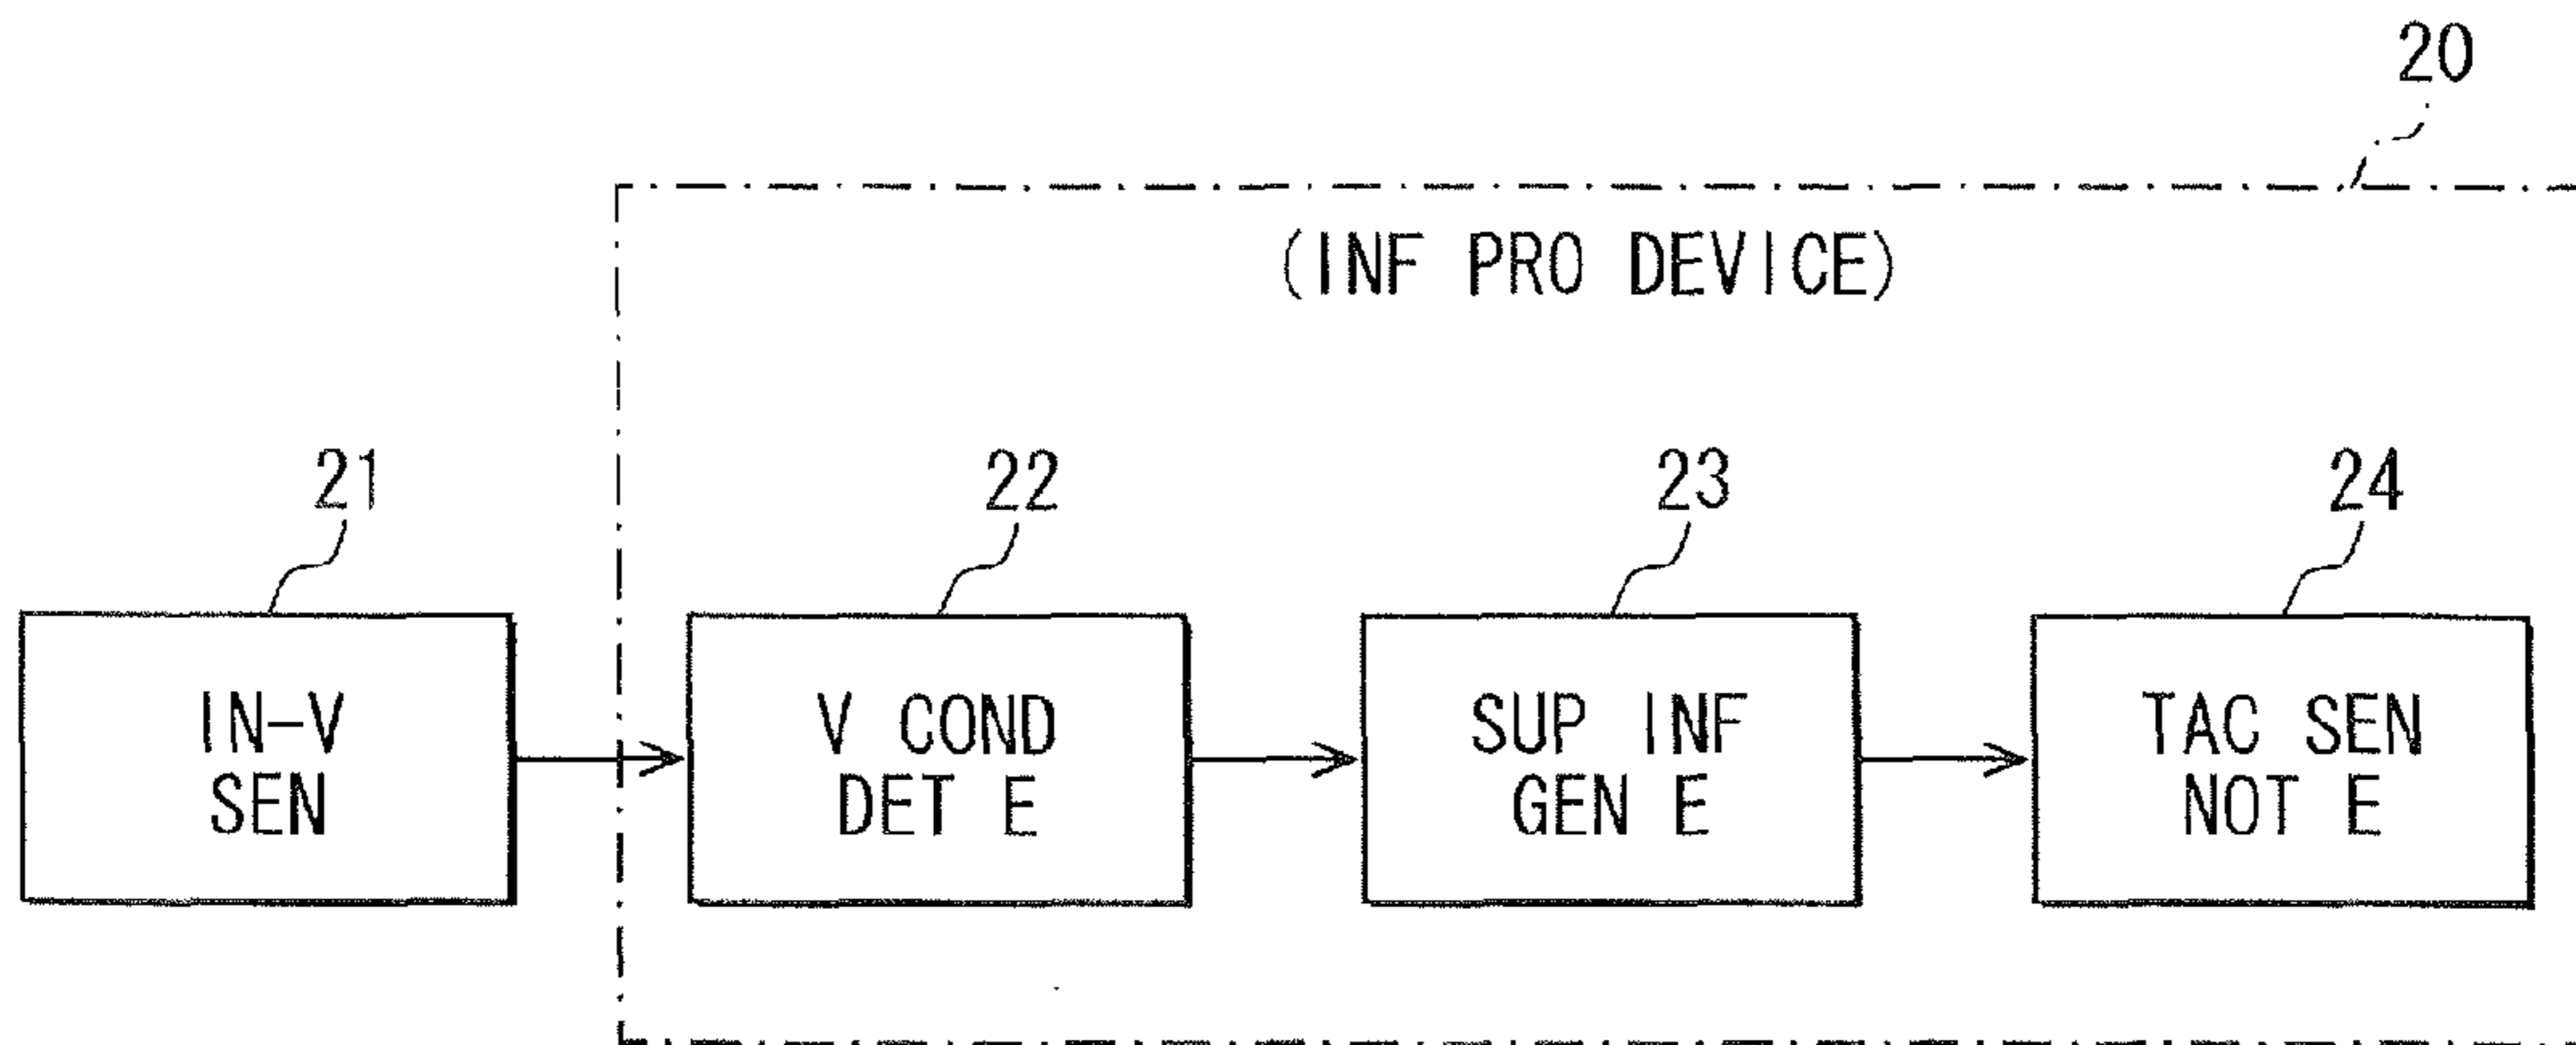 20
(INF PRO DEVICE)
21
22
23
24
IN-V
SEN
V COND
DET E
SUP INF
GEN E
TAC SEN
NOT E